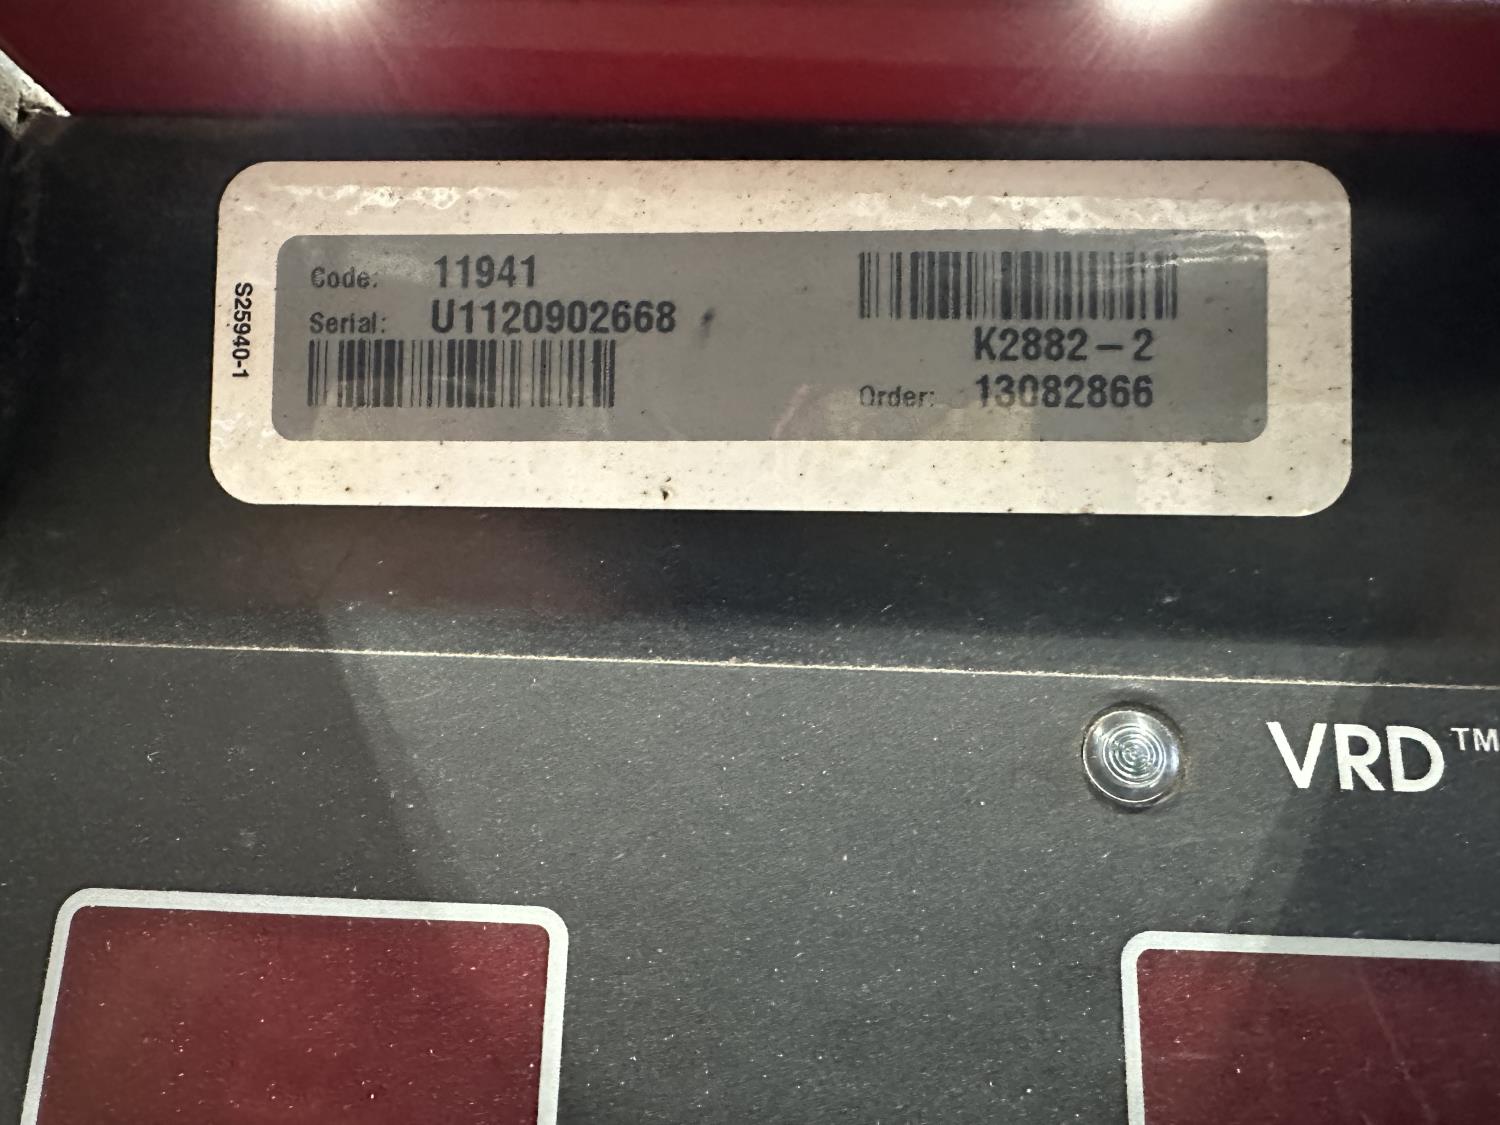 S25940-1
Code: 11941
Serial: U1120902668
K2882-2
Order: 13082866
VRD™